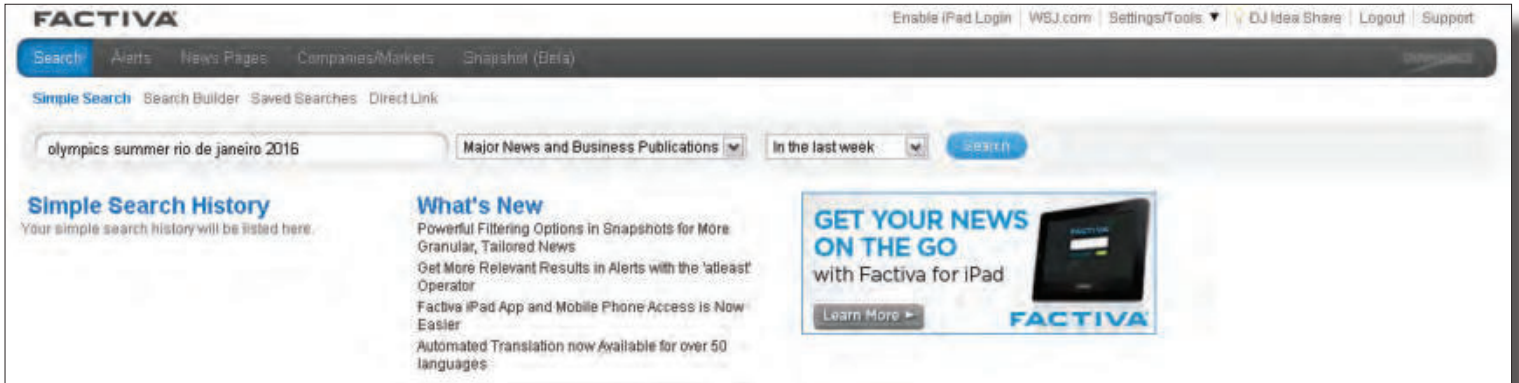 FACTIVA
Enable iPad Login | WSJ.com | Settings/Tools ▼ | DJ Idea Share | Logout | Support
Search Alerts News Pages Companies/Markets Snapshot (Beta)
Simple Search Search Builder Saved Searches Direct Link
olympics summer rio de janeiro 2016 Major News and Business Publications In the last week Search
Simple Search History
Your simple search history will be listed here.
What's New
Powerful Filtering Options in Snapshots for More
Granular, Tailored News
Get More Relevant Results in Alerts with the 'atleast'
Operator
Factiva iPad App and Mobile Phone Access is Now
Easier
Automated Translation now Available for over 50
languages
GET YOUR NEWS
ON THE GO
with Factiva for iPad
Learn More ►
FACTIVA
FACTIVA